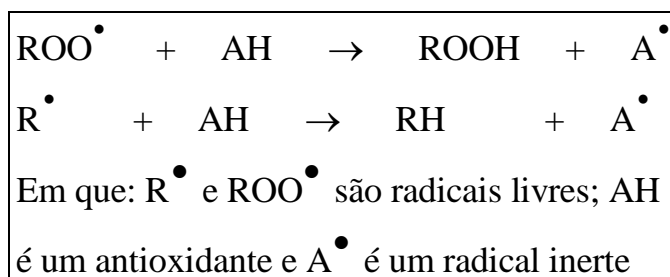 ROO• + AH → ROOH + A•
R• + AH → RH + A•
Em que: R• e ROO• são radicais livres; AH
é um antioxidante e A• é um radical inerte